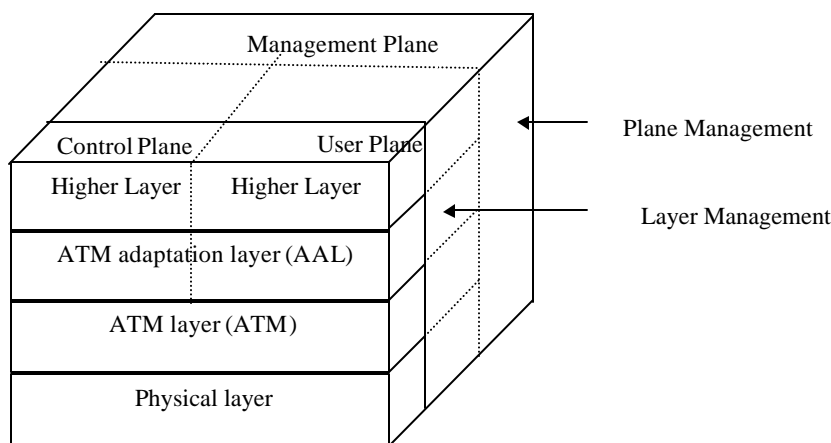 Management Plane
Plane Management
Control Plane
User Plane
Higher Layer
Higher Layer
Layer Management
ATM adaptation layer (AAL)
ATM layer (ATM)
Physical layer